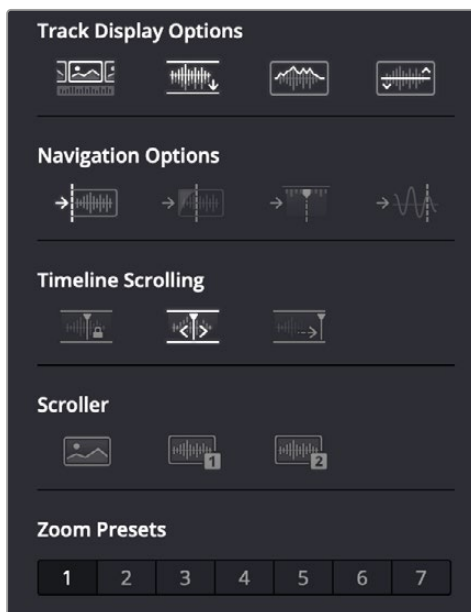 Track Display Options
Navigation Options
Timeline Scrolling
Scroller
1 2
Zoom Presets
1 2 3 4 5 6 7